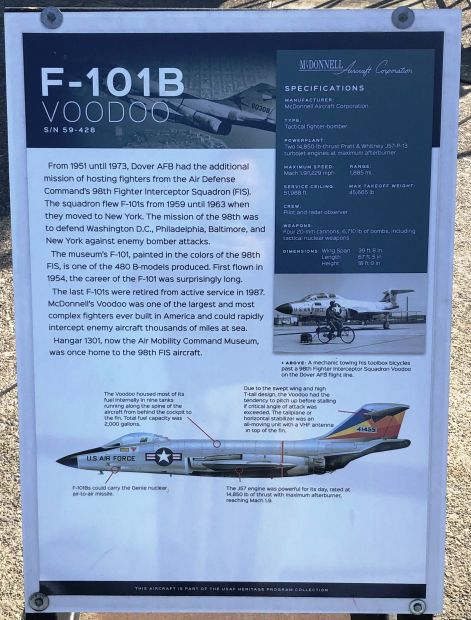 F-101B
VOODOO
S/N 59-428
McDONNELL
Aircraft Corporation
SPECIFICATIONS
MANUFACTURER:
McDonnell Aircraft Corporation.
TYPE:
Tactical fighter-bomber
POWERPLANT:
Two 14,850-lb-thrust Pratt & Whitney J57-P-13
turbojet engines at maximum afterburner
MAXIMUM SPEED: RANGE:
Mach 1.91/1,229 mph 1,885 mi.
SERVICE CEILING: MAX TAKEOFF WEIGHT:
51,988 ft. 45,665 lb
CREW:
Pilot and radar observer
WEAPONS:
Four 20-mm cannons, 6,710 lb of bombs, including
tactical nuclear weapons
DIMENSIONS: Wing Span 39 ft 8 in
Length 67 ft 5 in
Height 18 ft 0 in
From 1951 until 1973, Dover AFB had the additional
mission of hosting fighters from the Air Defense
Command's 98th Fighter Interceptor Squadron (FIS).
The squadron flew F-101s from 1959 until 1963 when
they moved to New York. The mission of the 98th was
to defend Washington D.C., Philadelphia, Baltimore, and
New York against enemy bomber attacks.
The museum's F-101, painted in the colors of the 98th
FIS, is one of the 480 B-models produced. First flown in
1954, the career of the F-101 was surprisingly long.
The last F-101s were retired from active service in 1987.
McDonnell's Voodoo was one of the largest and most
complex fighters ever built in America and could rapidly
intercept enemy aircraft thousands of miles at sea.
Hangar 1301, now the Air Mobility Command Museum,
was once home to the 98th FIS aircraft.
• ABOVE: A mechanic towing his toolbox bicycles
past a 98th Fighter Interceptor Squadron Voodoo
on the Dover AFB flight line.
The Voodoo housed most of its
fuel internally in nine tanks
running along the spine of the
aircraft from behind the cockpit to
the fin. Total fuel capacity was
2,000 gallons.
Due to the swept wing and high
T-tail design, the Voodoo had the
tendency to pitch up before stalling
if critical angle of attack was
exceeded. The tailplane or
horizontal stabilizer was an
all-moving unit with a VHF antenna
in top of the fin.
41455
U.S. AIR FORCE
F-101Bs could carry the Genie nuclear,
air-to-air missile.
The J57 engine was powerful for its day, rated at
14,850 lb of thrust with maximum afterburner,
reaching Mach 1.9.
THIS AIRCRAFT IS PART OF THE USAF HERITAGE PROGRAM COLLECTION